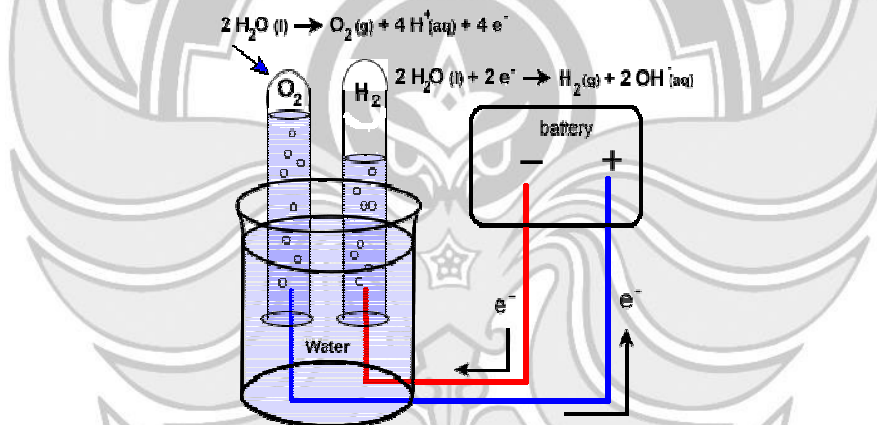 2 H₂O (l) → O₂ (g) + 4 H⁺ (aq) + 4 e⁻
2 H₂O (l) + 2 e⁻ → H₂ (g) + 2 OH⁻ (aq)
O₂
H₂
battery
− +
e⁻
e⁻
Water